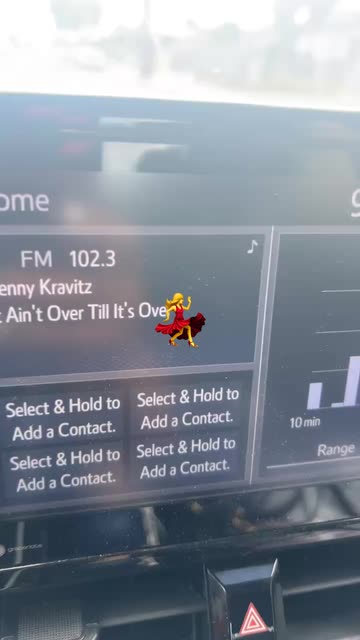 ome
FM 102.3
enny Kravitz
Ain't Over Till It's Ove
Select & Hold to
Add a Contact.
Select & Hold to
Add a Contact.
Select & Hold to
Add a Contact.
Select & Hold to
Add a Contact.
10 min
Range